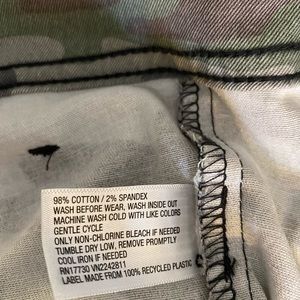 98% COTTON / 2% SPANDEX
WASH BEFORE WEAR, WASH INSIDE OUT
MACHINE WASH COLD WITH LIKE COLORS
GENTLE CYCLE
ONLY NON-CHLORINE BLEACH IF NEEDED
TUMBLE DRY LOW, REMOVE PROMPTLY
COOL IRON IF NEEDED
RN17730 VN2242811
LABEL MADE FROM 100% RECYCLED PLASTIC